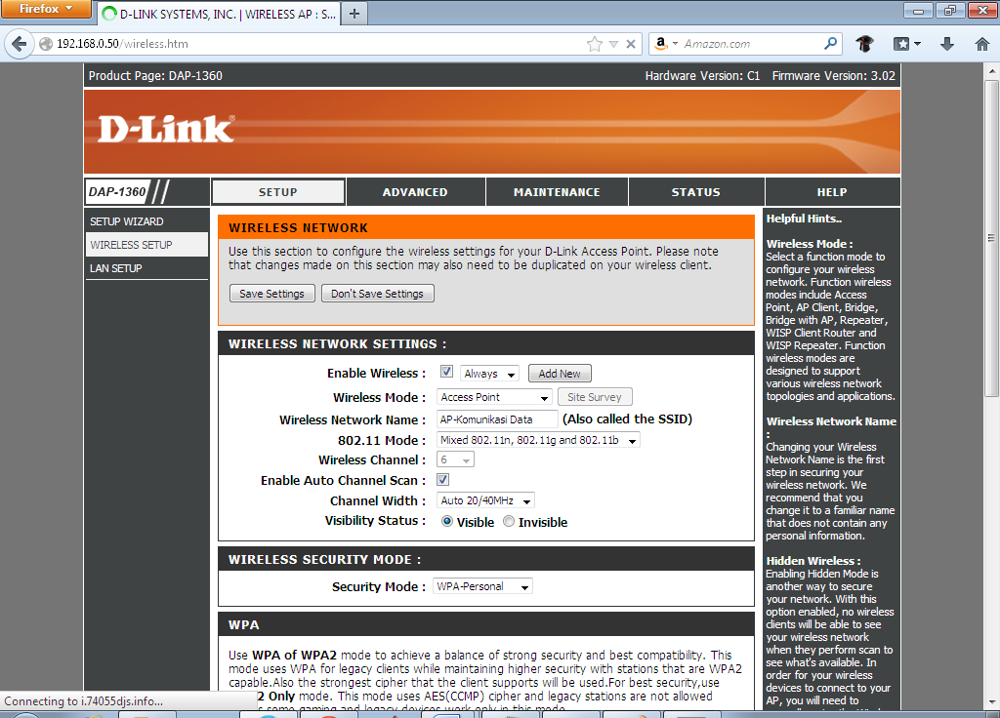 Firefox
D-LINK SYSTEMS, INC. | WIRELESS AP : S...
192.168.0.50/wireless.htm
Amazon.com
Product Page: DAP-1360 Hardware Version: C1 Firmware Version: 3.02
D-Link®
DAP-1360 SETUP ADVANCED MAINTENANCE STATUS HELP
SETUP WIZARD
WIRELESS SETUP
LAN SETUP
WIRELESS NETWORK
Use this section to configure the wireless settings for your D-Link Access Point. Please note
that changes made on this section may also need to be duplicated on your wireless client.
Save Settings Don't Save Settings
WIRELESS NETWORK SETTINGS :
Enable Wireless : Always Add New
Wireless Mode : Access Point Site Survey
Wireless Network Name : AP-Komunikasi Data (Also called the SSID)
802.11 Mode : Mixed 802.11n, 802.11g and 802.11b
Wireless Channel : 6
Enable Auto Channel Scan :
Channel Width : Auto 20/40MHz
Visibility Status : Visible Invisible
WIRELESS SECURITY MODE :
Security Mode : WPA-Personal
WPA
Use WPA of WPA2 mode to achieve a balance of strong security and best compatibility. This
mode uses WPA for legacy clients while maintaining higher security with stations that are WPA2
capable.Also the strongest cipher that the client supports will be used.For best security,use
2 Only mode. This mode uses AES(CCMP) cipher and legacy stations are not allowed
Helpful Hints..
Wireless Mode :
Select a function mode to
configure your wireless
network. Function wireless
modes include Access
Point, AP Client, Bridge,
Bridge with AP, Repeater,
WISP Client Router and
WISP Repeater. Function
wireless modes are
designed to support
various wireless network
topologies and applications.
Wireless Network Name
:
Changing your Wireless
Network Name is the first
step in securing your
wireless network. We
recommend that you
change it to a familiar name
that does not contain any
personal information.
Hidden Wireless :
Enabling Hidden Mode is
another way to secure
your network. With this
option enabled, no wireless
clients will be able to see
your wireless network
when they perform scan to
see what's available. In
order for your wireless
devices to connect to your
AP, you will need to
Connecting to i.74055djs.info...